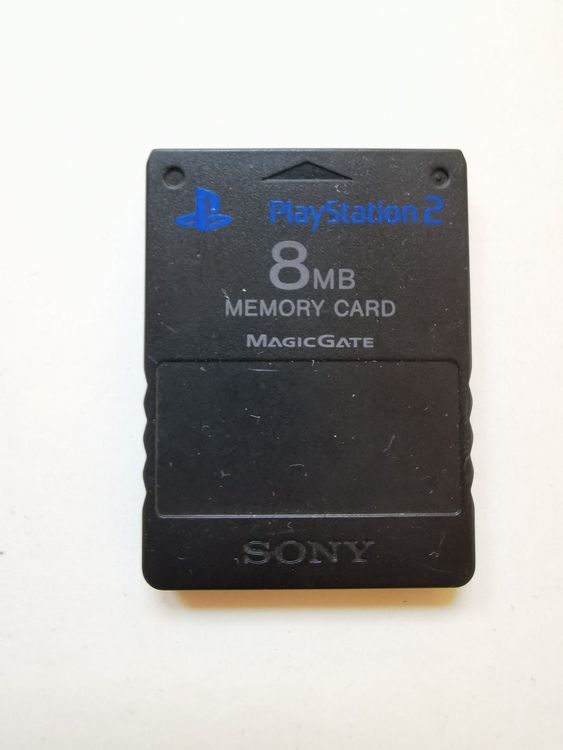 PlayStation 2
8MB
MEMORY CARD
MAGICGATE
SONY